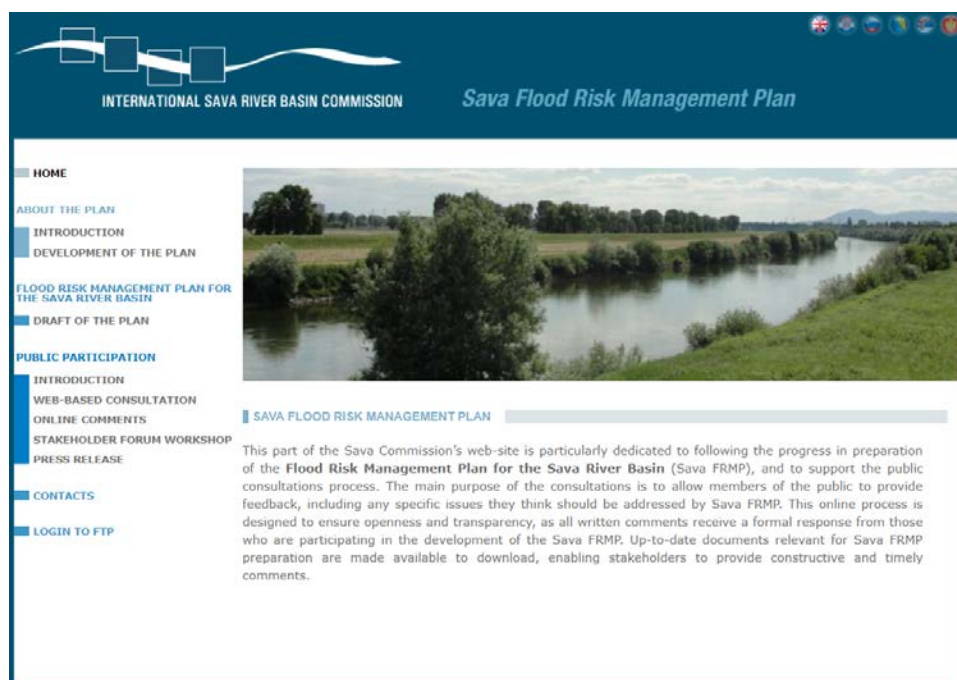 INTERNATIONAL SAVA RIVER BASIN COMMISSION
Sava Flood Risk Management Plan
HOME
ABOUT THE PLAN
INTRODUCTION
DEVELOPMENT OF THE PLAN
FLOOD RISK MANAGEMENT PLAN FOR
THE SAVA RIVER BASIN
DRAFT OF THE PLAN
PUBLIC PARTICIPATION
INTRODUCTION
WEB-BASED CONSULTATION
ONLINE COMMENTS
STAKEHOLDER FORUM WORKSHOP
PRESS RELEASE
CONTACTS
LOGIN TO FTP
SAVA FLOOD RISK MANAGEMENT PLAN
This part of the Sava Commission's web-site is particularly dedicated to following the progress in preparation
of the Flood Risk Management Plan for the Sava River Basin (Sava FRMP), and to support the public
consultations process. The main purpose of the consultations is to allow members of the public to provide
feedback, including any specific issues they think should be addressed by Sava FRMP. This online process is
designed to ensure openness and transparency, as all written comments receive a formal response from those
who are participating in the development of the Sava FRMP. Up-to-date documents relevant for Sava FRMP
preparation are made available to download, enabling stakeholders to provide constructive and timely
comments.